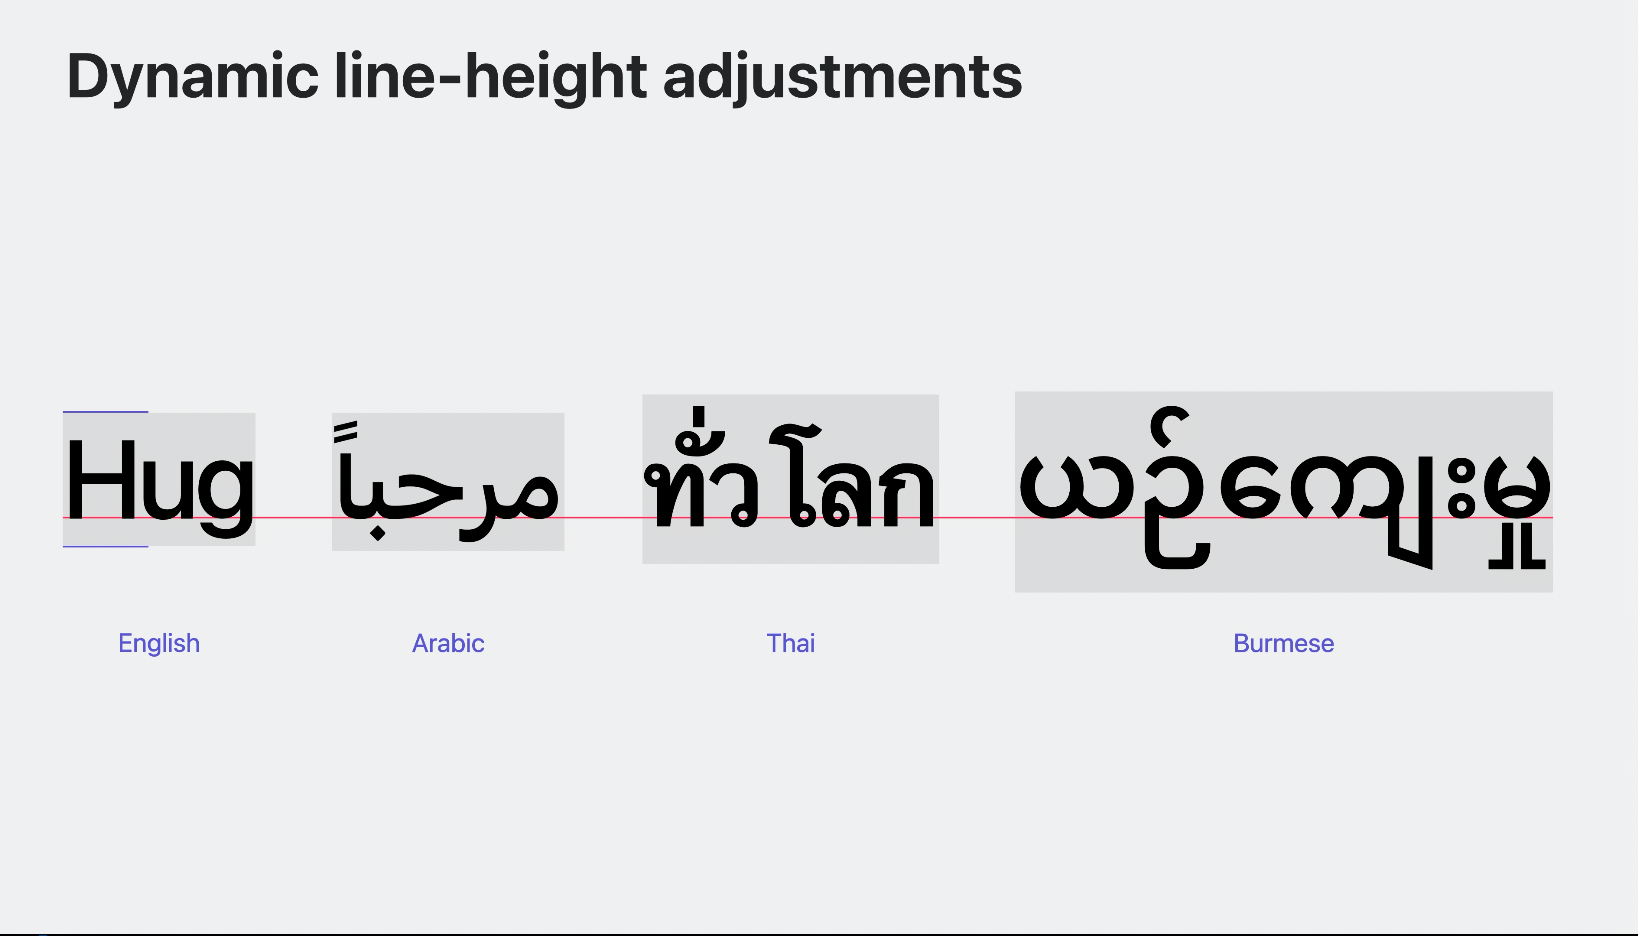 Dynamic line-height adjustments
Hug
مرحباً
ทั่วโลก
ယဉ်ကျေးမှု
English
Arabic
Thai
Burmese